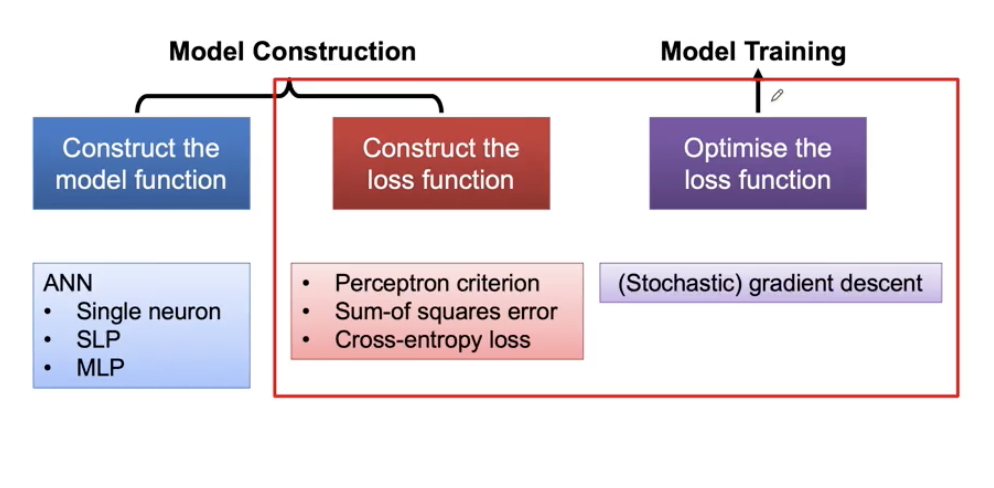 Model Construction
Model Training
Construct the
model function
Construct the
loss function
Optimise the
loss function
ANN
• Single neuron
• SLP
• MLP
• Perceptron criterion
• Sum-of squares error
• Cross-entropy loss
(Stochastic) gradient descent